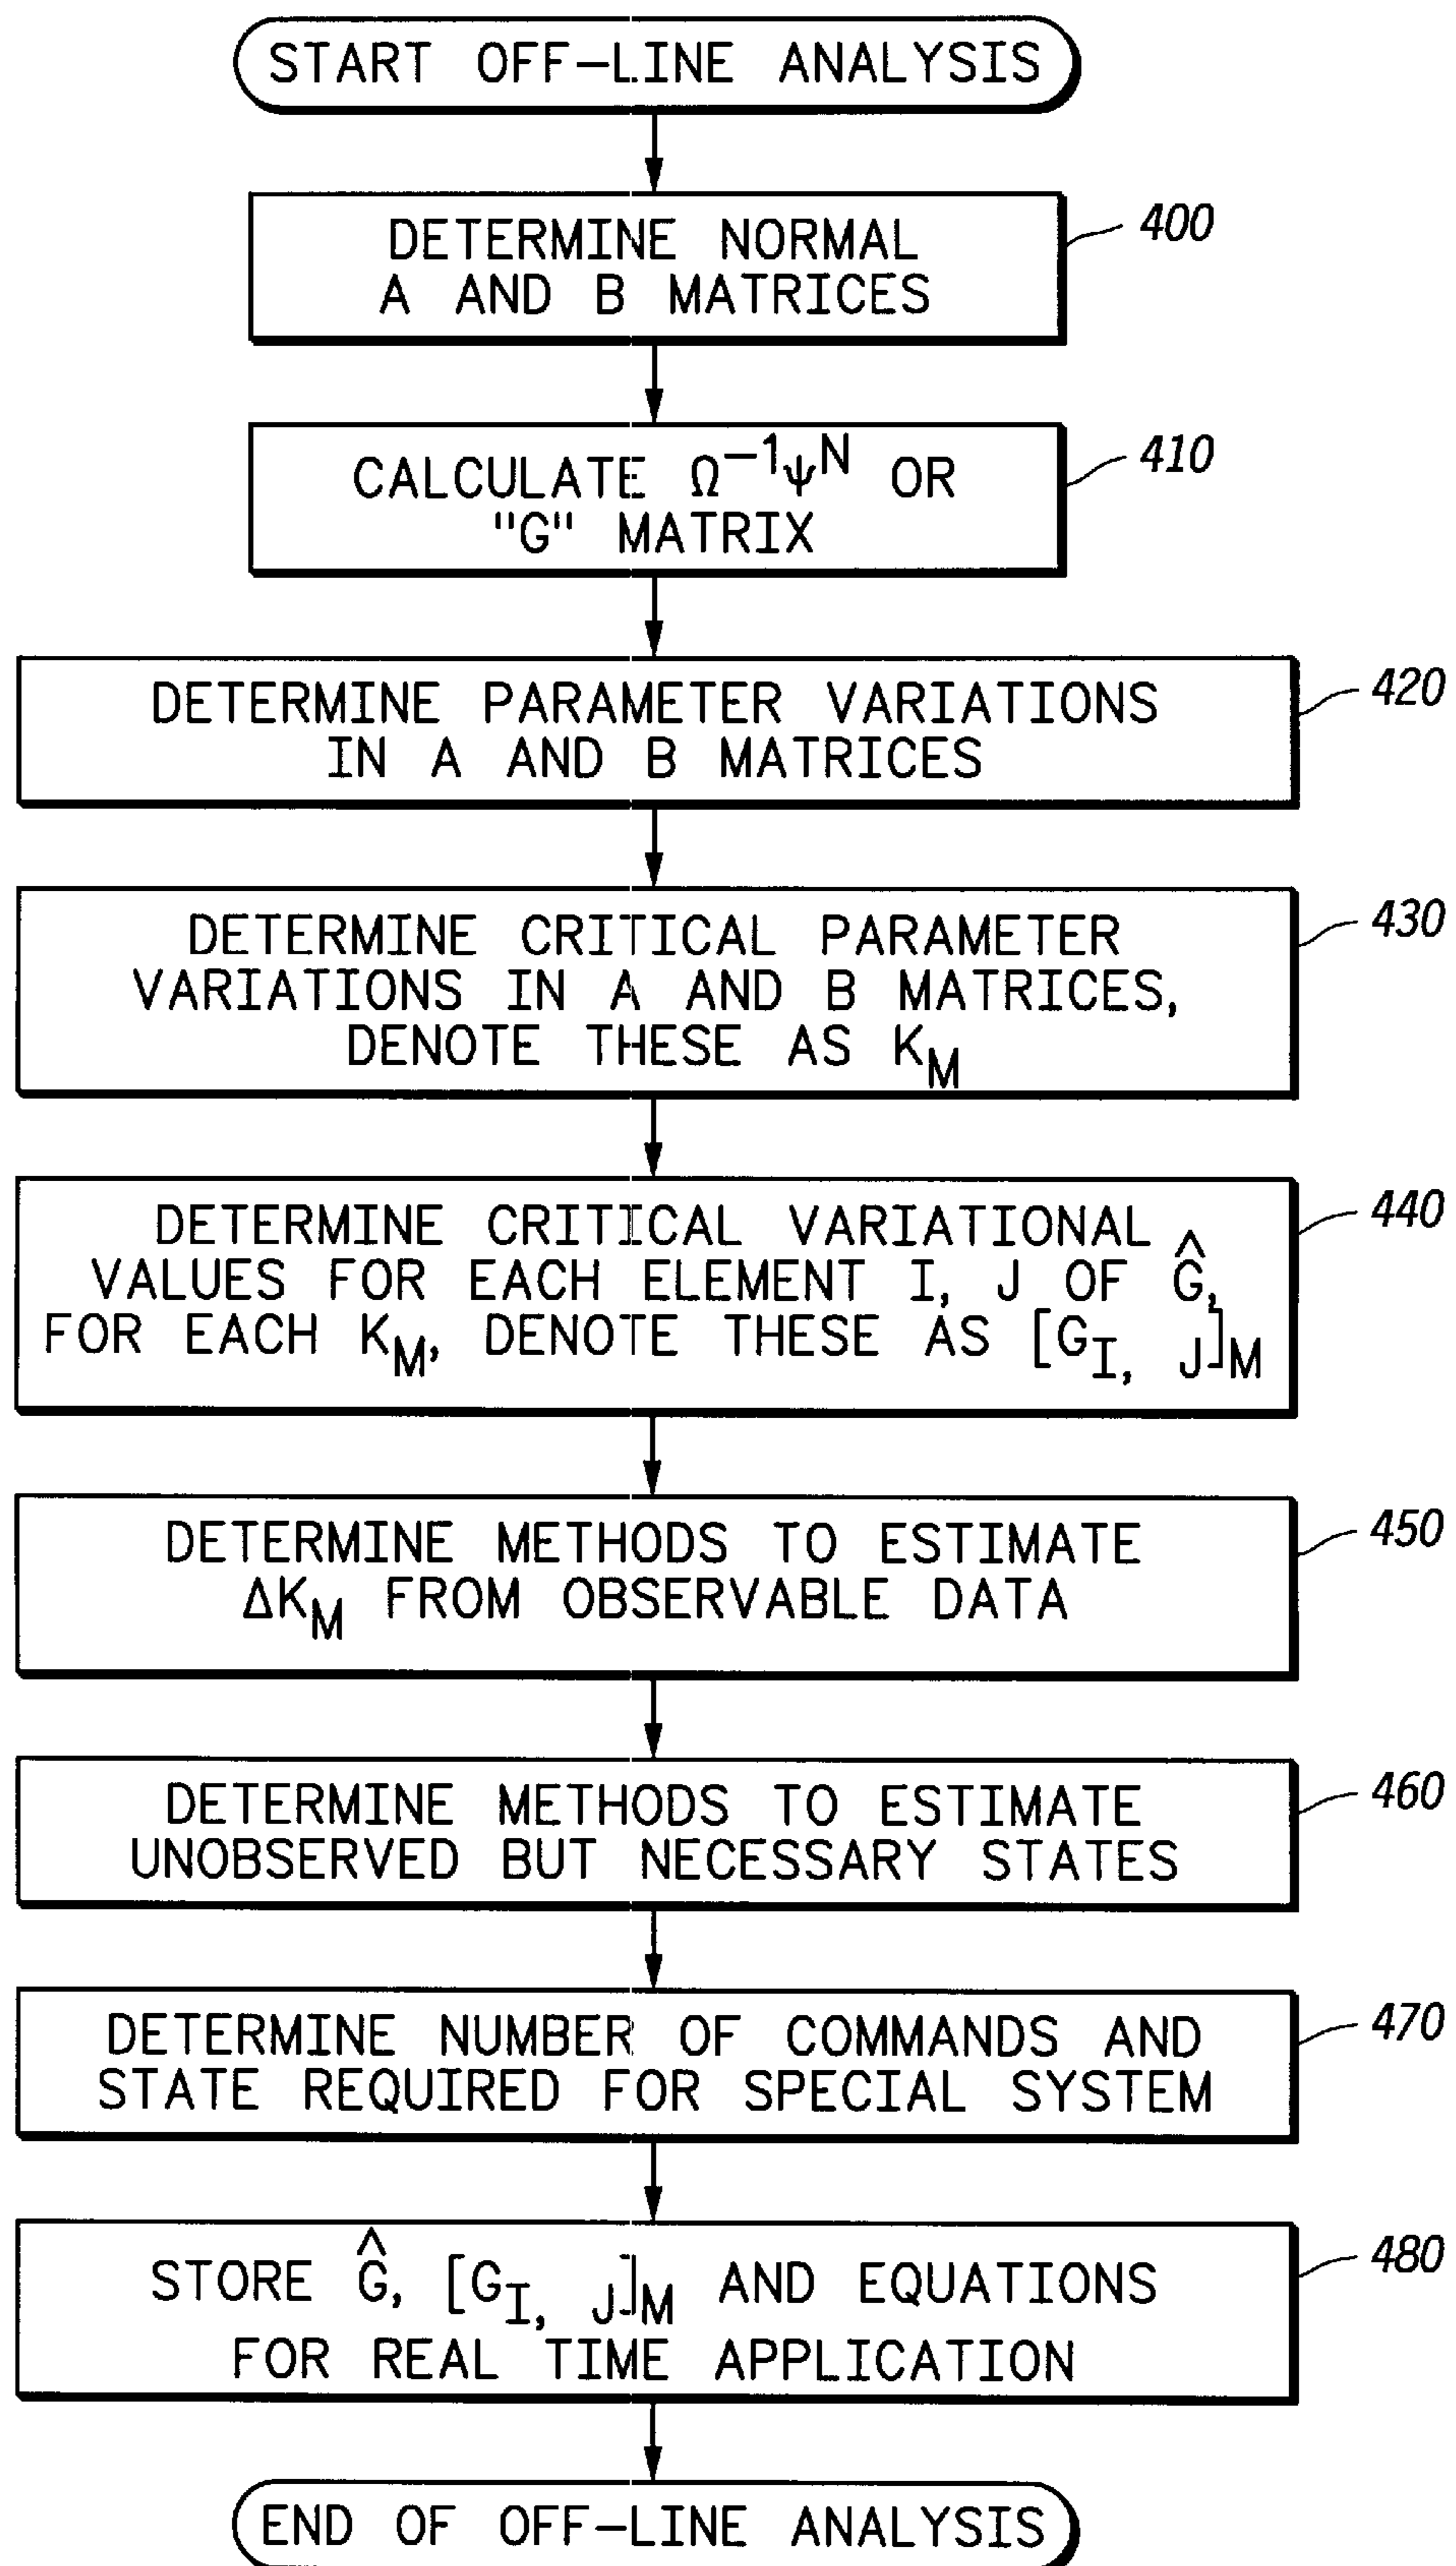 START OFF-LINE ANALYSIS
DETERMINE NORMAL
A AND B MATRICES
400
CALCULATE Ω⁻¹ψᴺ OR
"G" MATRIX
410
DETERMINE PARAMETER VARIATIONS
IN A AND B MATRICES
420
DETERMINE CRITICAL PARAMETER
VARIATIONS IN A AND B MATRICES,
DENOTE THESE AS K_M
430
DETERMINE CRITICAL VARIATIONAL
VALUES FOR EACH ELEMENT I, J OF Ĝ,
FOR EACH K_M, DENOTE THESE AS [G_I, J]_M
440
DETERMINE METHODS TO ESTIMATE
ΔK_M FROM OBSERVABLE DATA
450
DETERMINE METHODS TO ESTIMATE
UNOBSERVED BUT NECESSARY STATES
460
DETERMINE NUMBER OF COMMANDS AND
STATE REQUIRED FOR SPECIAL SYSTEM
470
STORE Ĝ, [G_I, J]_M AND EQUATIONS
FOR REAL TIME APPLICATION
480
END OF OFF-LINE ANALYSIS